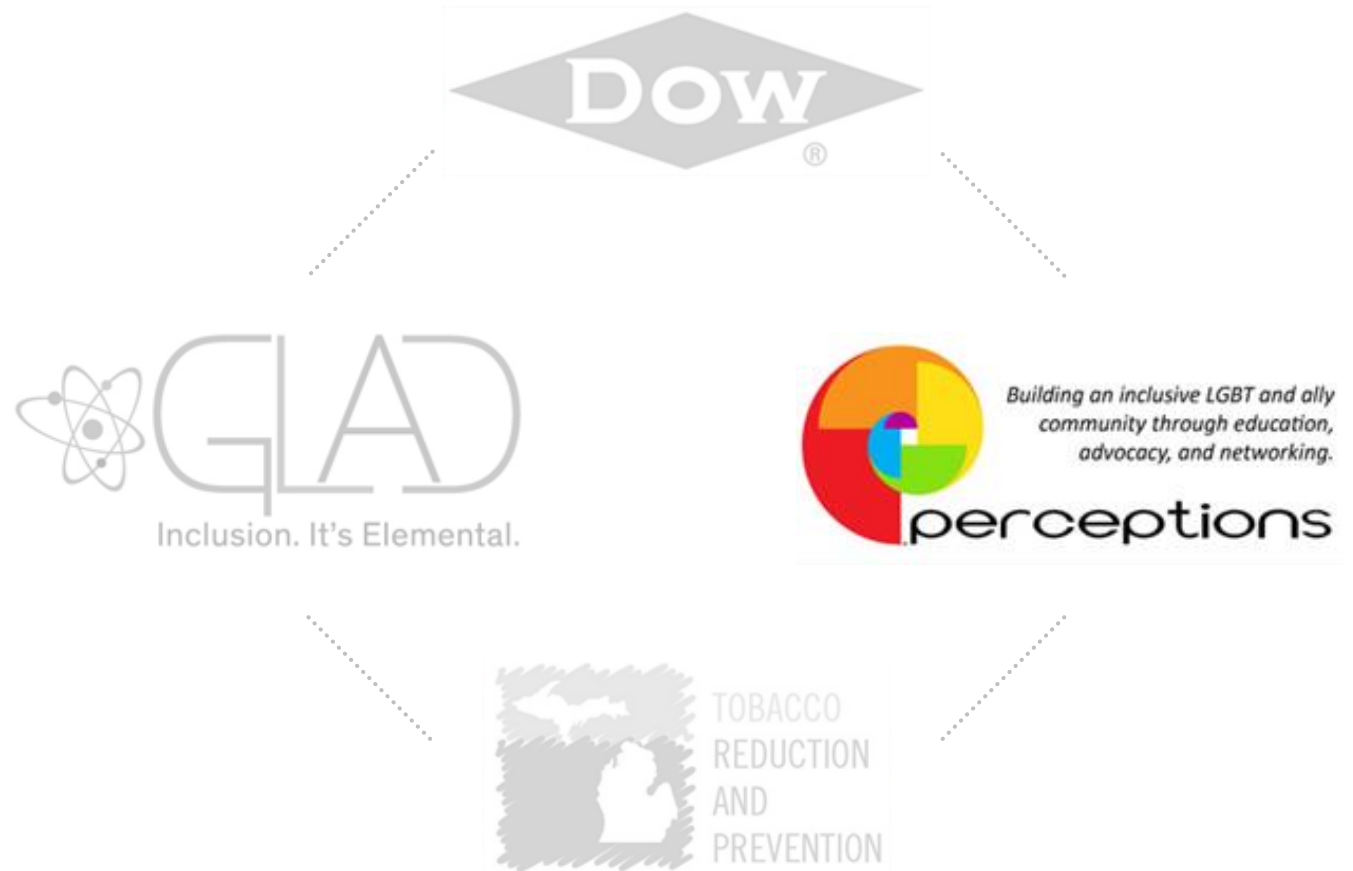 DOW
®
GLAD
Inclusion. It's Elemental.
Building an inclusive LGBT and ally
community through education,
advocacy, and networking.
perceptions
TOBACCO
REDUCTION
AND
PREVENTION